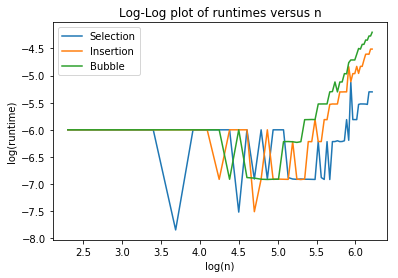 Log-Log plot of runtimes versus n
Selection
Insertion
Bubble
log(runtime)
−4.5
−5.0
−5.5
−6.0
−6.5
−7.0
−7.5
−8.0
2.5 3.0 3.5 4.0 4.5 5.0 5.5 6.0
log(n)